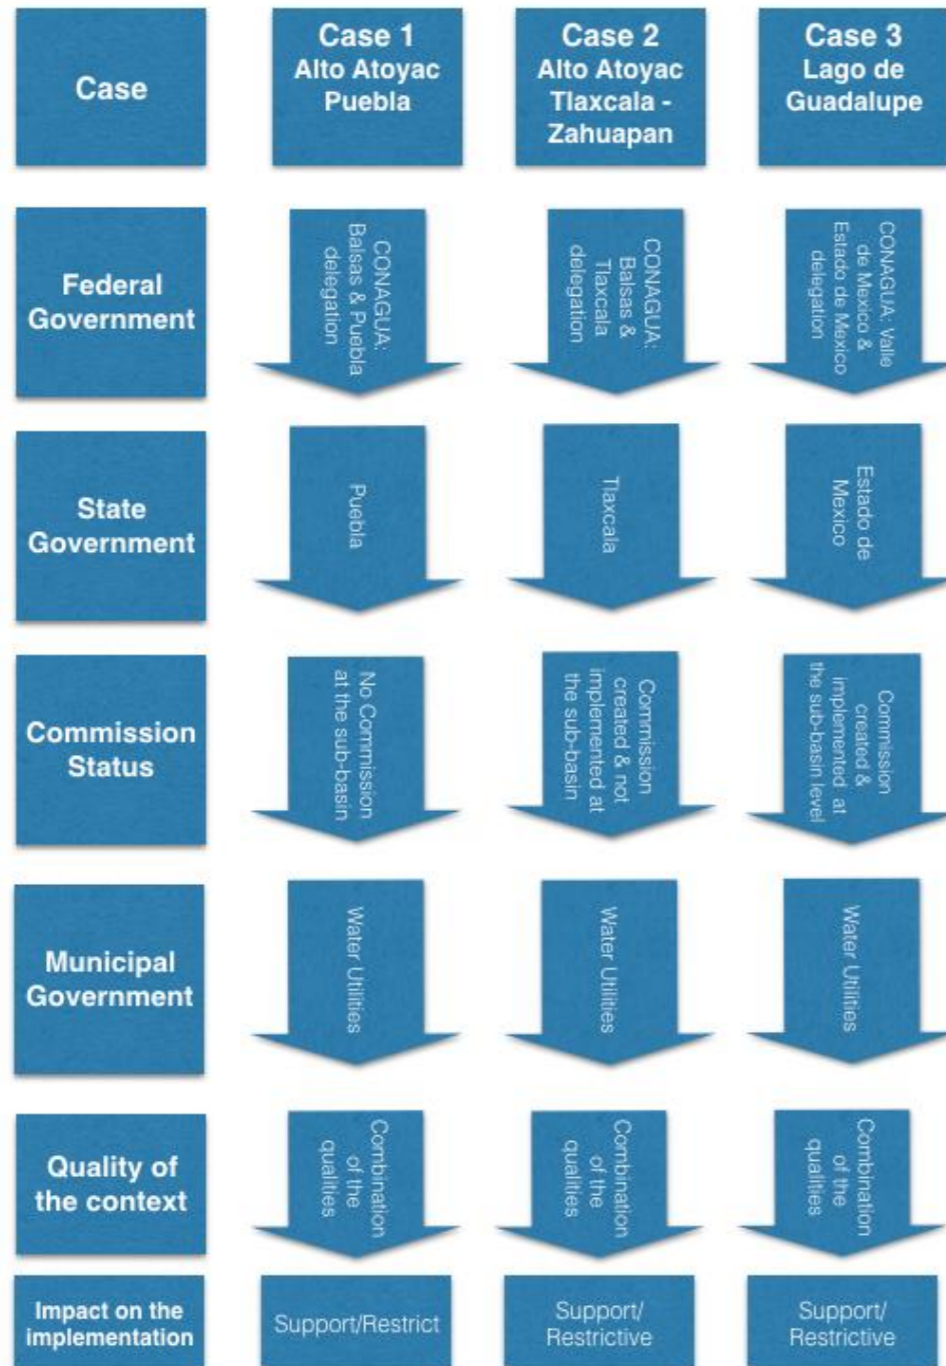 Case
Case 1
Alto Atoyac
Puebla
Case 2
Alto Atoyac
Tlaxcala -
Zahuapan
Case 3
Lago de
Guadalupe
Federal
Government
CONAGUA:
Balsas & Puebla
delegation
CONAGUA:
Balsas &
Tlaxcala
delegation
CONAGUA: Valle
de Mexico &
Estado de Mexico
delegation
State
Government
Puebla
Tlaxcala
Estado de
Mexico
Commission
Status
No Commission
at the sub-basin
Commission
created & not
implemented at
the sub-basin
Commission
created &
implemented at
the sub-basin level
Municipal
Government
Water Utilities
Water Utilities
Water Utilities
Quality of
the context
Combination
of the
qualities
Combination
of the
qualities
Combination
of the
qualities
Impact on the
implementation
Support/Restrict
Support/
Restrictive
Support/
Restrictive